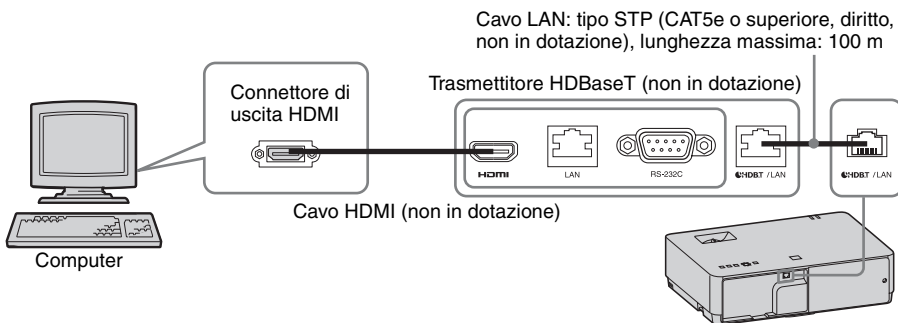 Cavo LAN: tipo STP (CAT5e o superiore, diritto,
non in dotazione), lunghezza massima: 100 m
Trasmettitore HDBaseT (non in dotazione)
Connettore di
uscita HDMI
HDMI
LAN
RS-232C
HDBT / LAN
HDBT / LAN
Cavo HDMI (non in dotazione)
Computer